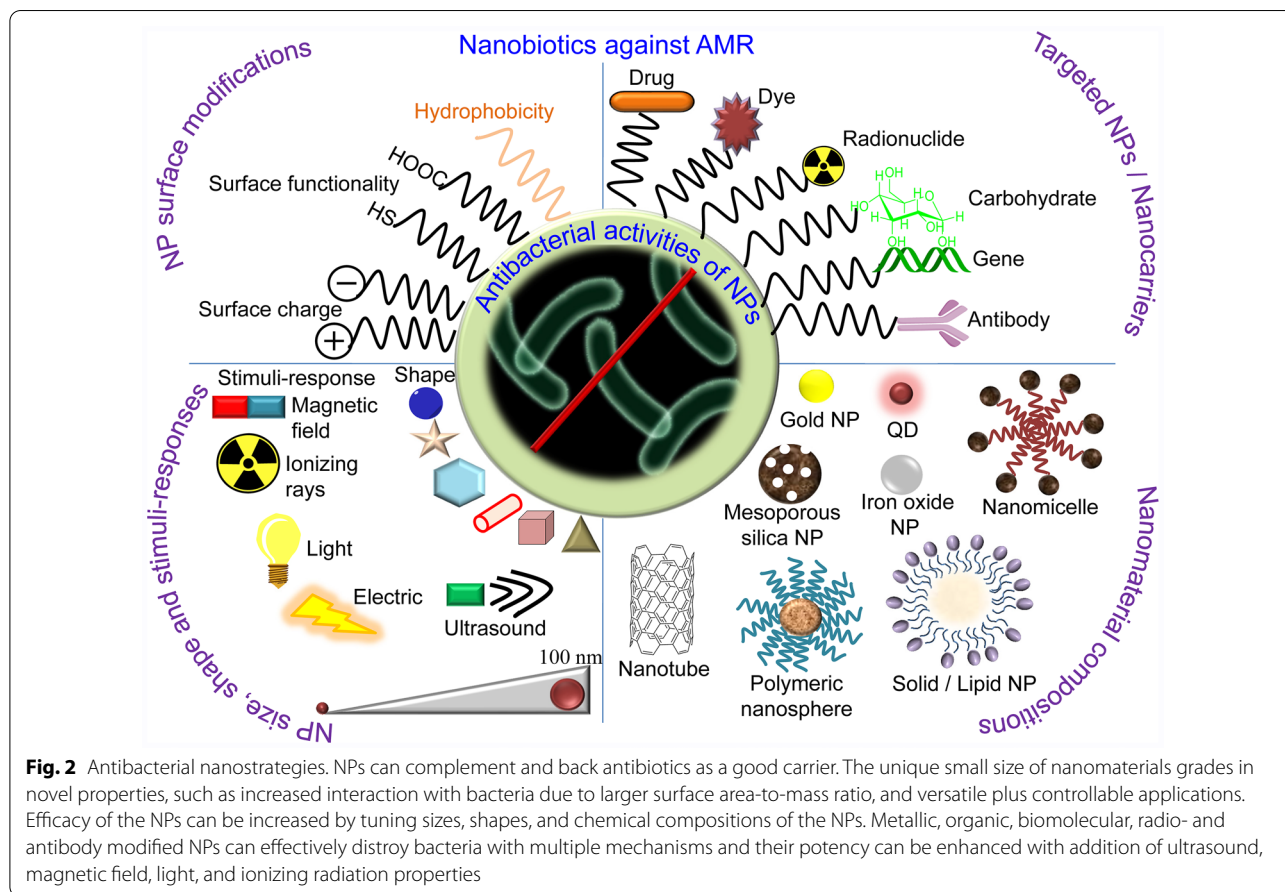 Nanobiotics against AMR
NP surface modifications
Targeted NPs / Nanocarriers
Hydrophobicity
HOOC
Surface functionality
HS
Surface charge
−
+
Drug
Dye
Radionuclide
OH
HO
H
OH
HO
H
H
O
H
H
OH
OH
OH
OH
Carbohydrate
Gene
Antibody
Antibacterial activities of NPs
NP size, shape and stimuli-responses
Stimuli-response
Magnetic
field
Ionizing
rays
Light
Electric
Shape
Ultrasound
100 nm
Gold NP
QD
Nanomicelle
Mesoporous
silica NP
Iron oxide
NP
Nanotube
Polymeric
nanosphere
Solid / Lipid NP
Nanomaterial compositions
Fig. 2 Antibacterial nanostrategies. NPs can complement and back antibiotics as a good carrier. The unique small size of nanomaterials grades in
novel properties, such as increased interaction with bacteria due to larger surface area-to-mass ratio, and versatile plus controllable applications.
Efficacy of the NPs can be increased by tuning sizes, shapes, and chemical compositions of the NPs. Metallic, organic, biomolecular, radio- and
antibody modified NPs can effectively distroy bacteria with multiple mechanisms and their potency can be enhanced with addition of ultrasound,
magnetic field, light, and ionizing radiation properties